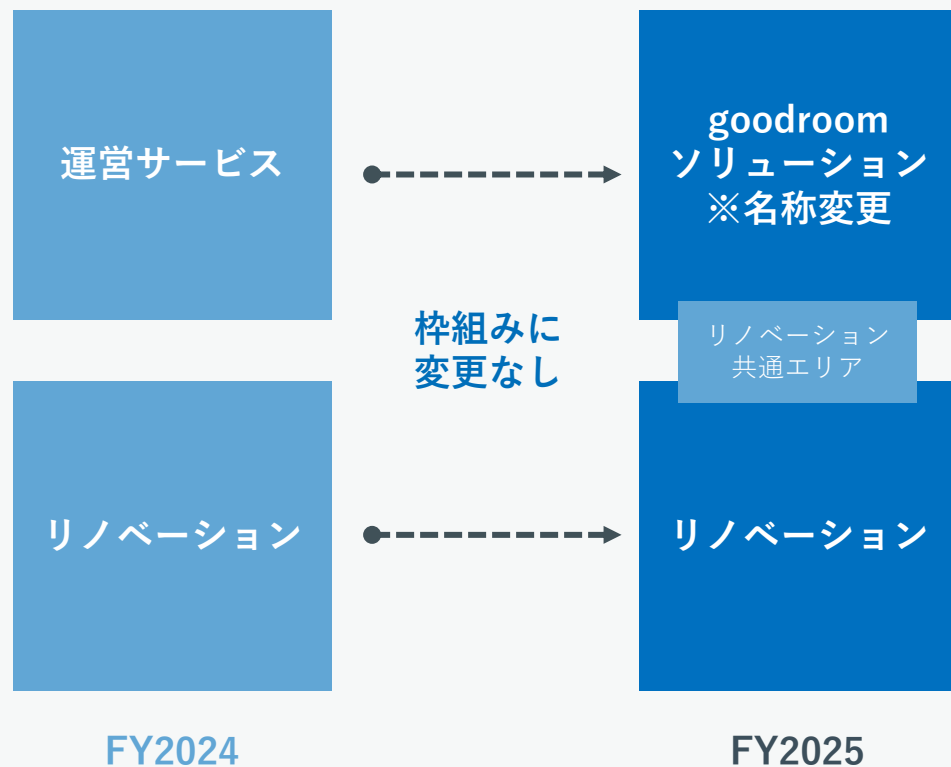 運営サービス
goodroom
ソリューション
※名称変更
枠組みに
変更なし
リノベーション
共通エリア
リノベーション
リノベーション
FY2024
FY2025